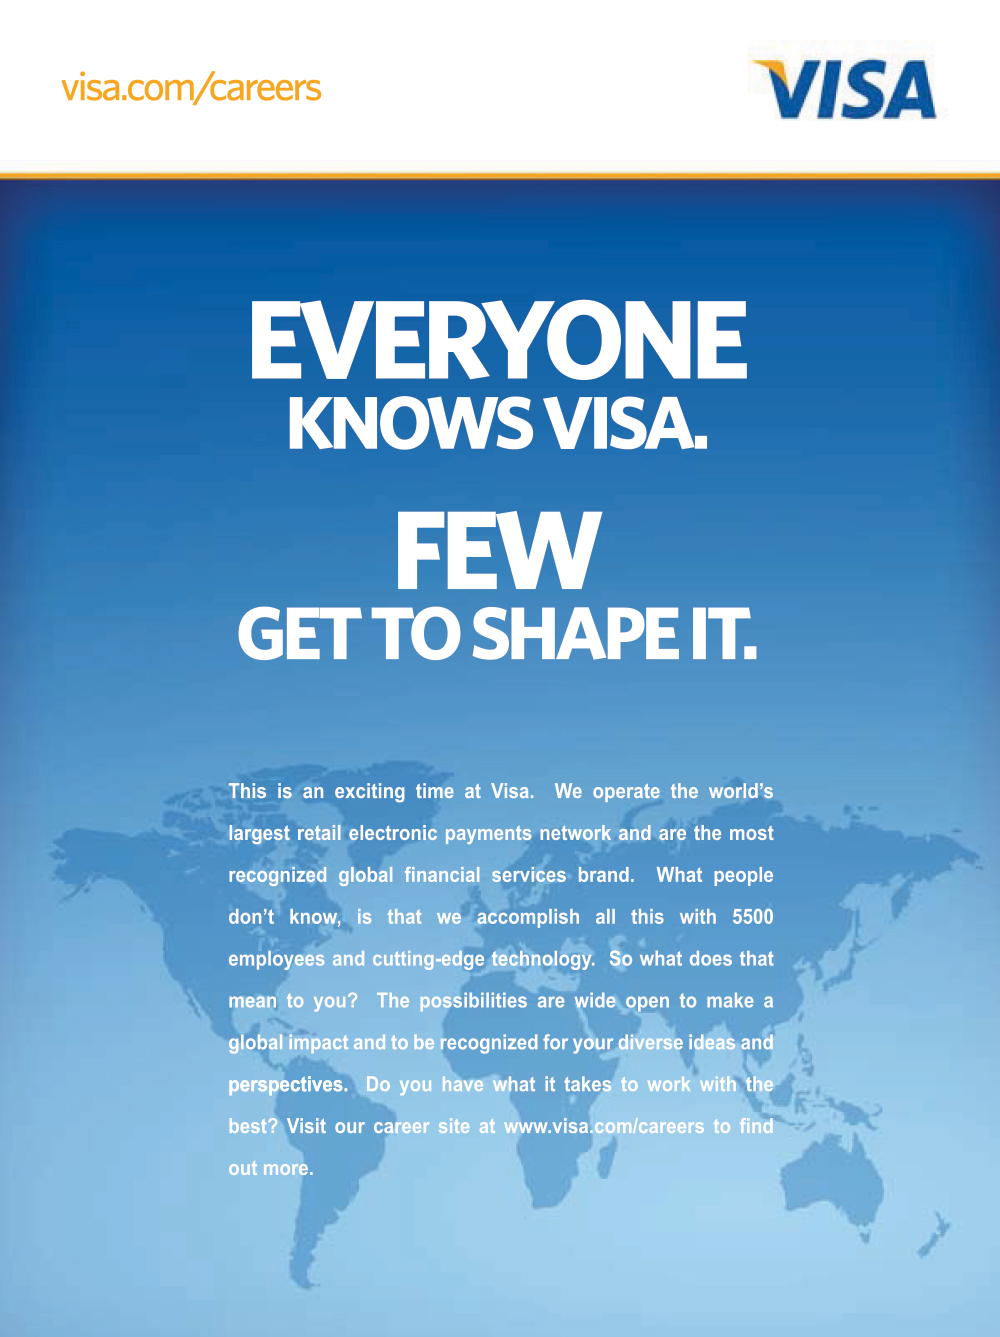 visa.com/careers
VISA
EVERYONE
KNOWS VISA.
FEW
GET TO SHAPE IT.
This is an exciting time at Visa.  We operate the world’s
largest retail electronic payments network and are the most
recognized global financial services brand.  What people
don’t know, is that we accomplish all this with 5500
employees and cutting-edge technology.  So what does that
mean to you?  The possibilities are wide open to make a
global impact and to be recognized for your diverse ideas and
perspectives.  Do you have what it takes to work with the
best? Visit our career site at www.visa.com/careers to find
out more.